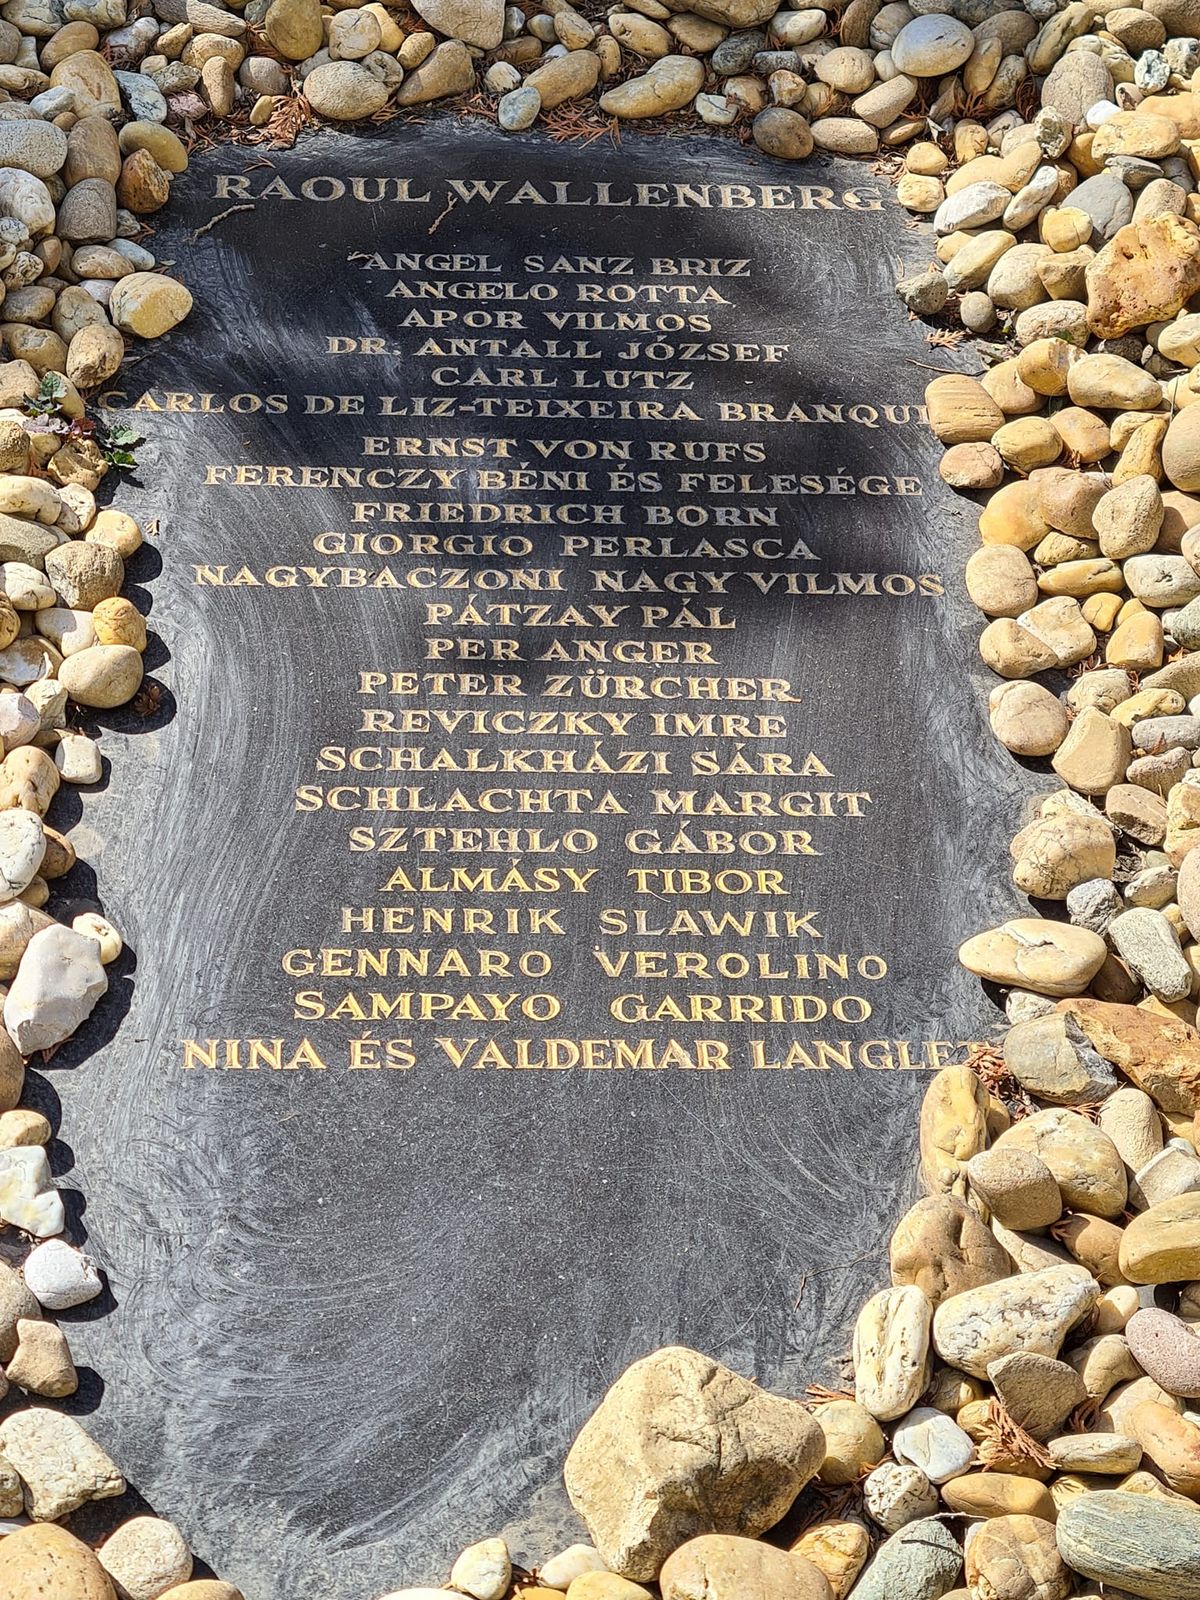 RAOUL WALLENBERG
ANGEL SANZ BRIZ
ANGELO ROTTA
APOR VILMOS
DR. ANTALL JÓZSEF
CARL LUTZ
CARLOS DE LIZ-TEIXEIRA BRANQUI
ERNST VON RUFS
FERENCZY BÉNI ÉS FELESÉGE
FRIEDRICH BORN
GIORGIO PERLASCA
NAGYBACZONI NAGY VILMOS
PÁTZAY PÁL
PER ANGER
PETER ZÜRCHER
REVICZKY IMRE
SCHALKHÁZI SÁRA
SCHLACHTA MARGIT
SZTEHLO GÁBOR
ALMÁSY TIBOR
HENRIK SLAWIK
GENNARO VEROLINO
SAMPAYO GARRIDO
NINA ÉS VALDEMAR LANGLET